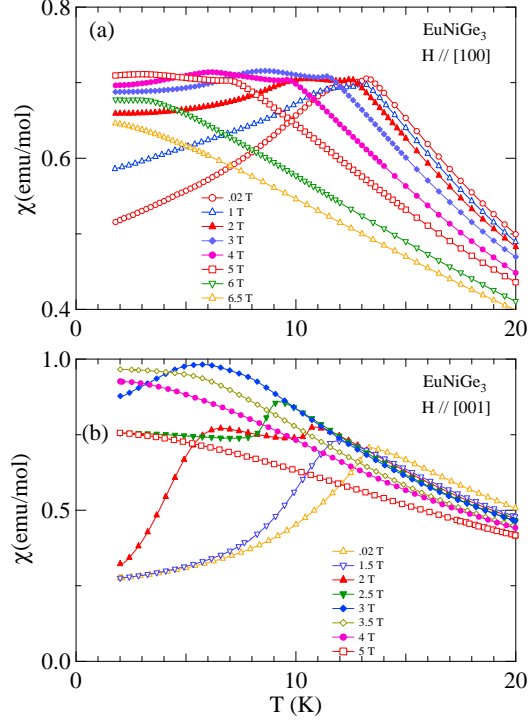 (a)
EuNiGe3
H // [100]
0.8
0.6
0.4
χ(emu/mol)
.02 T
1 T
2 T
3 T
4 T
5 T
6 T
6.5 T
0
10
20
(b)
EuNiGe3
H // [001]
1.0
0.5
0.0
χ(emu/mol)
.02 T
1.5 T
2 T
2.5 T
3 T
3.5 T
4 T
5 T
0
10
20
T (K)